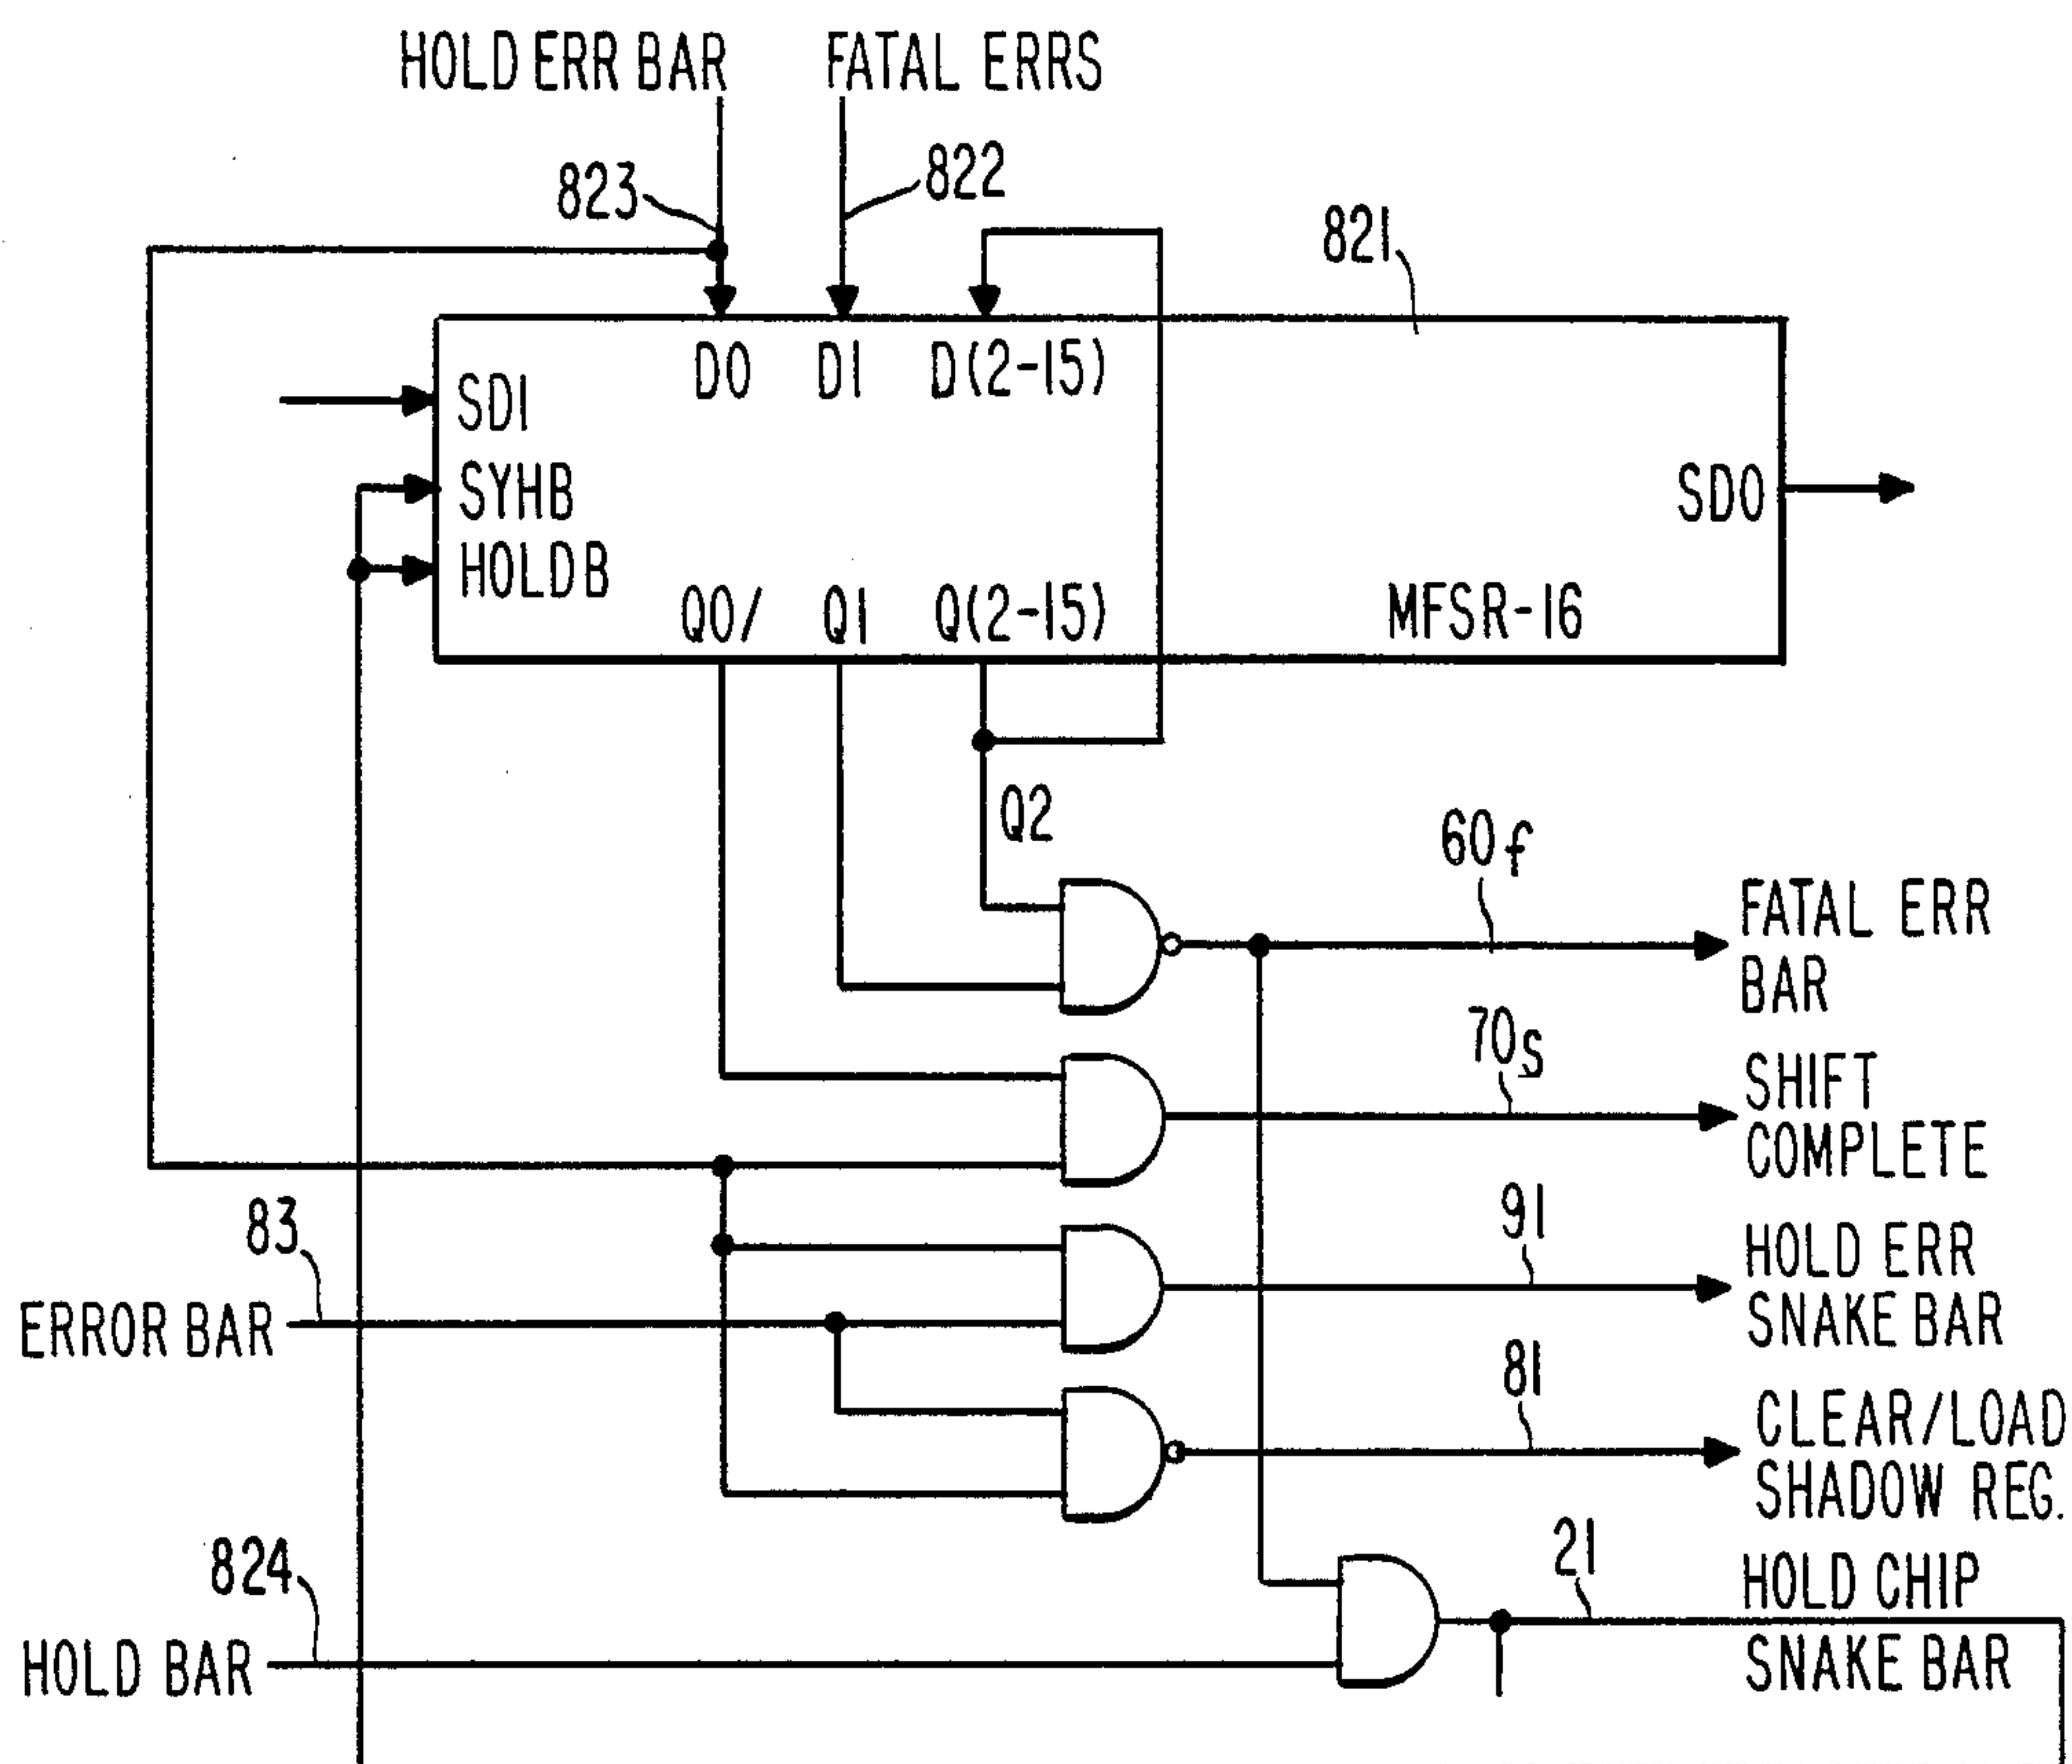 HOLD ERR BAR
FATAL ERRS
823
822
821
D0
D1
D(2-15)
SDI
SYHB
HOLDB
SDO
Q0/
Q1
Q(2-15)
MFSR-16
Q2
60f
FATAL ERR
BAR
70s
SHIFT
COMPLETE
83
ERROR BAR
91
HOLD ERR
SNAKE BAR
81
CLEAR/LOAD
SHADOW REG.
824
HOLD BAR
21
HOLD CHIP
SNAKE BAR